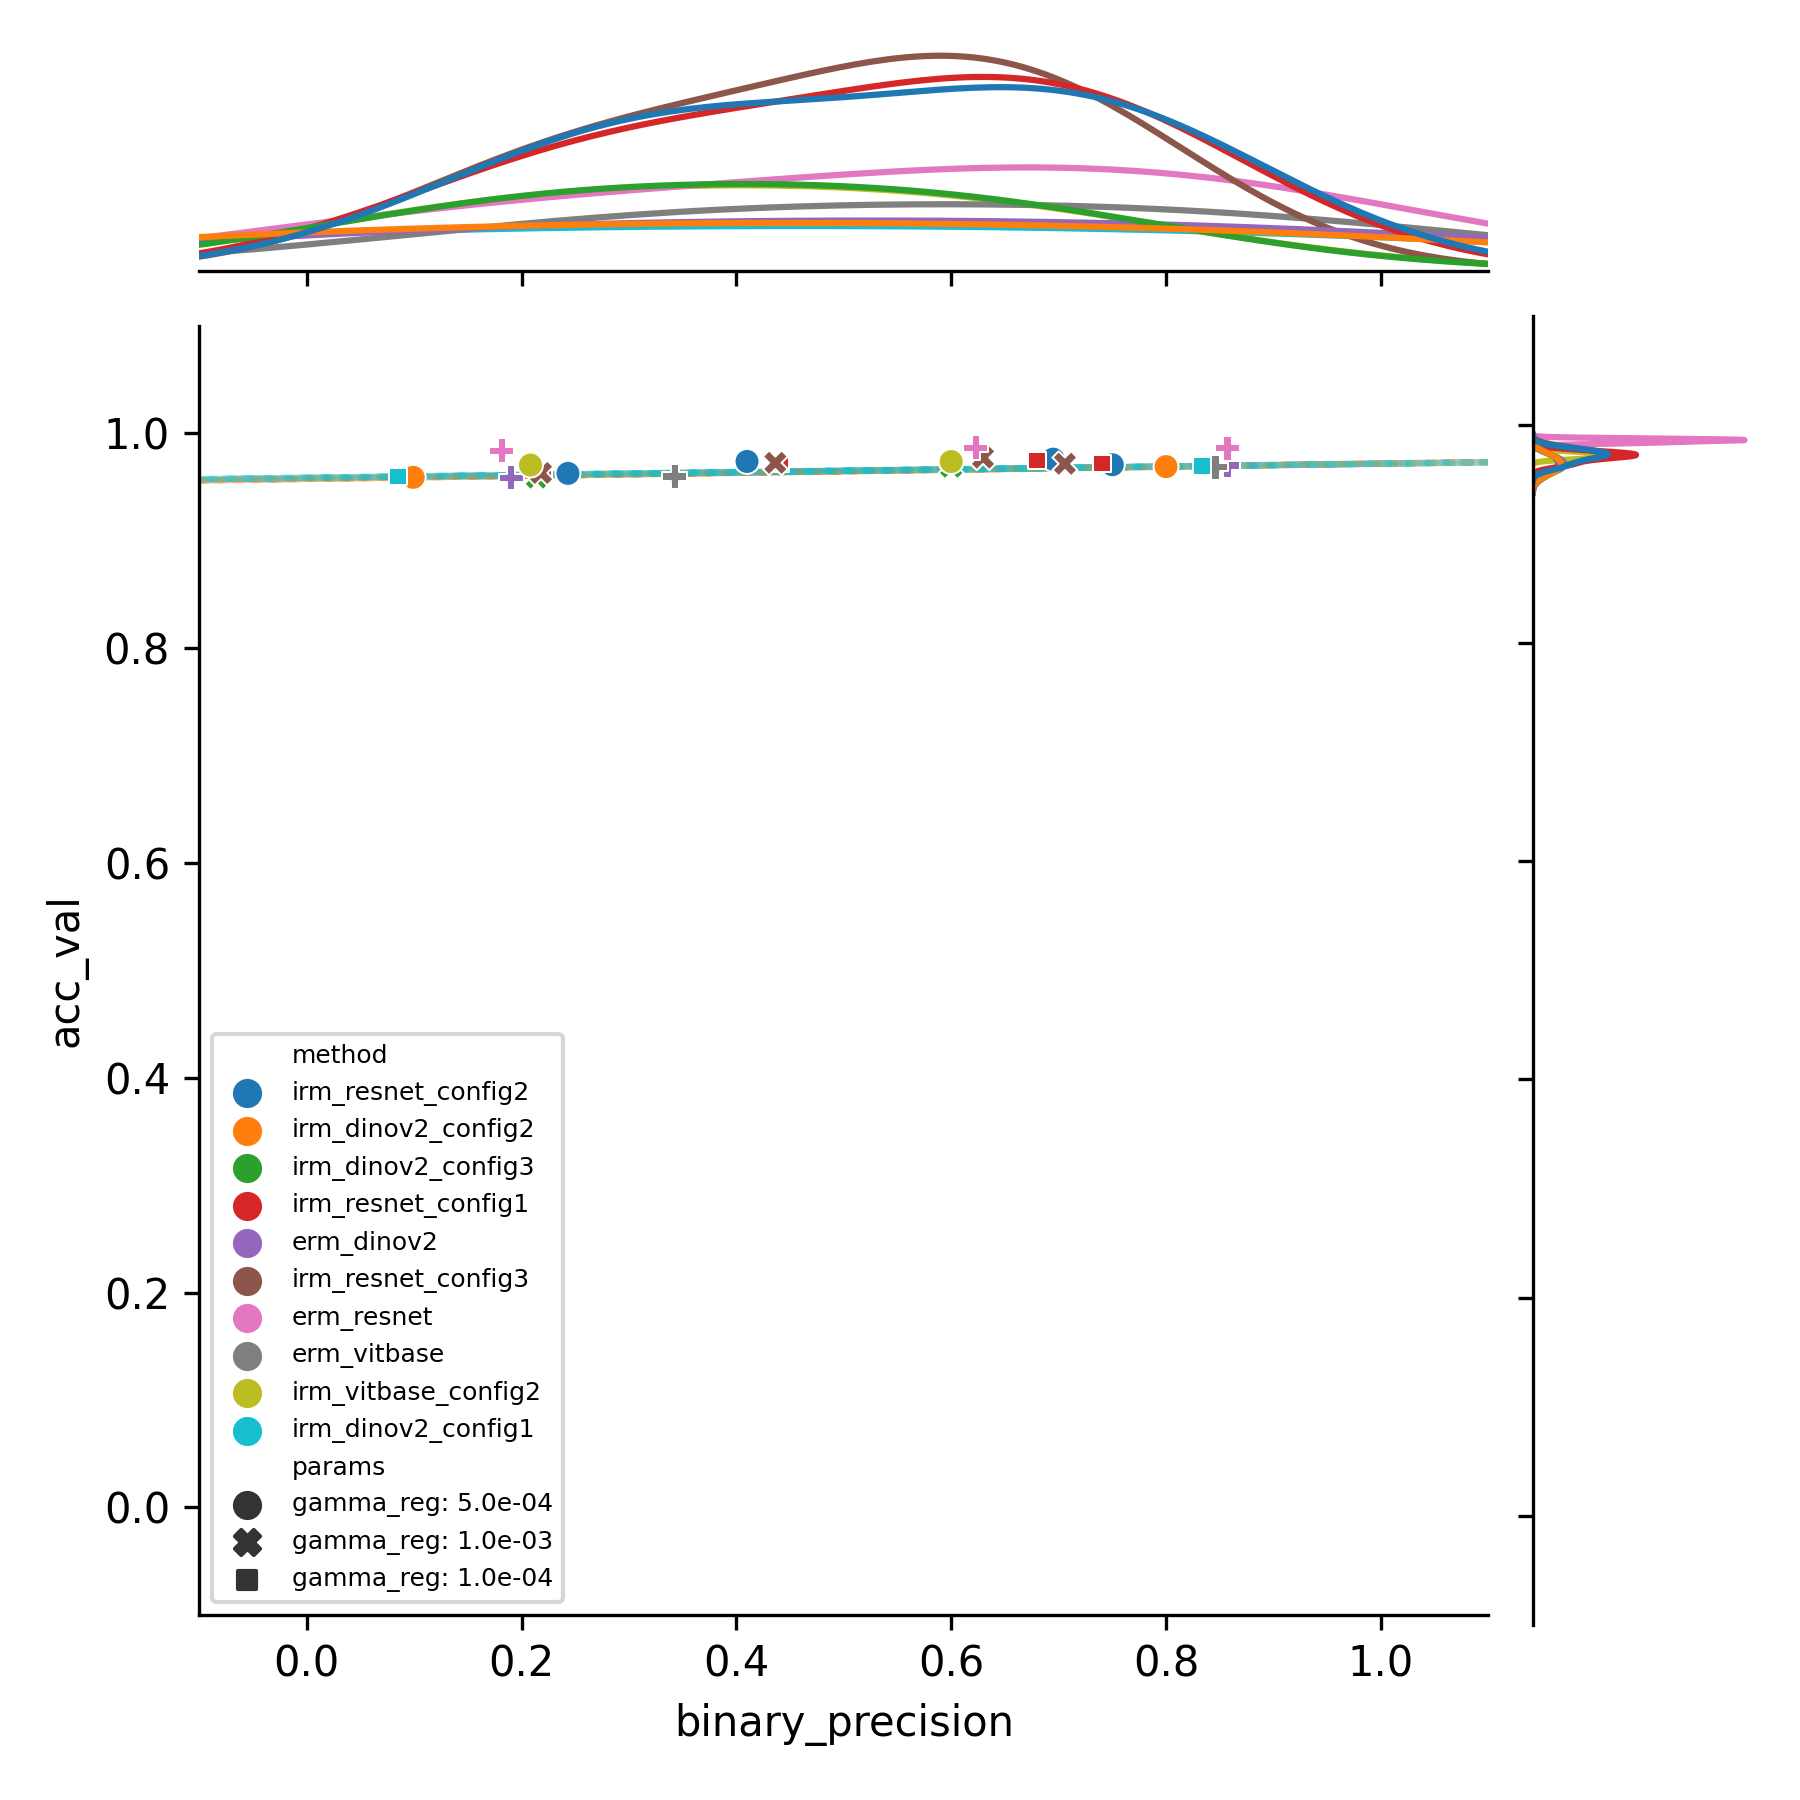 1.0
0.8
0.6
0.4
0.2
0.0
acc_val
method
irm_resnet_config2
irm_dinov2_config2
irm_dinov2_config3
irm_resnet_config1
erm_dinov2
irm_resnet_config3
erm_resnet
erm_vitbase
irm_vitbase_config2
irm_dinov2_config1
params
gamma_reg: 5.0e-04
gamma_reg: 1.0e-03
gamma_reg: 1.0e-04
0.0 0.2 0.4 0.6 0.8 1.0
binary_precision